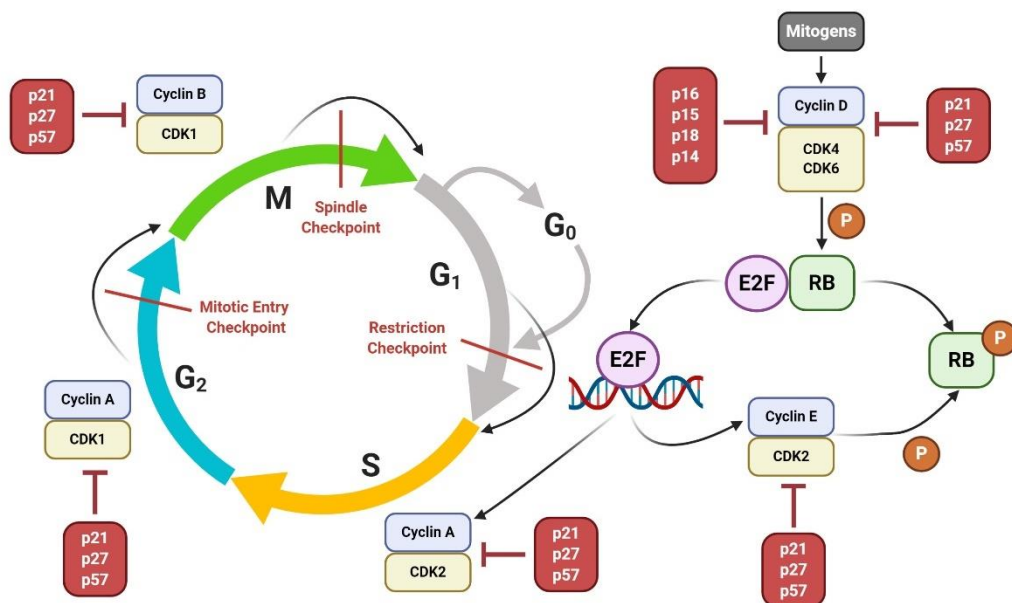 Mitogens
p16
p15
p18
p14
Cyclin D
CDK4
CDK6
p21
p27
p57
p21
p27
p57
Cyclin B
CDK1
M
Spindle
Checkpoint
G₀
G₁
P
E2F
RB
Mitotic Entry
Checkpoint
Restriction
Checkpoint
E2F
RB
P
G₂
Cyclin A
CDK1
Cyclin E
CDK2
P
S
p21
p27
p57
Cyclin A
CDK2
p21
p27
p57
p21
p27
p57